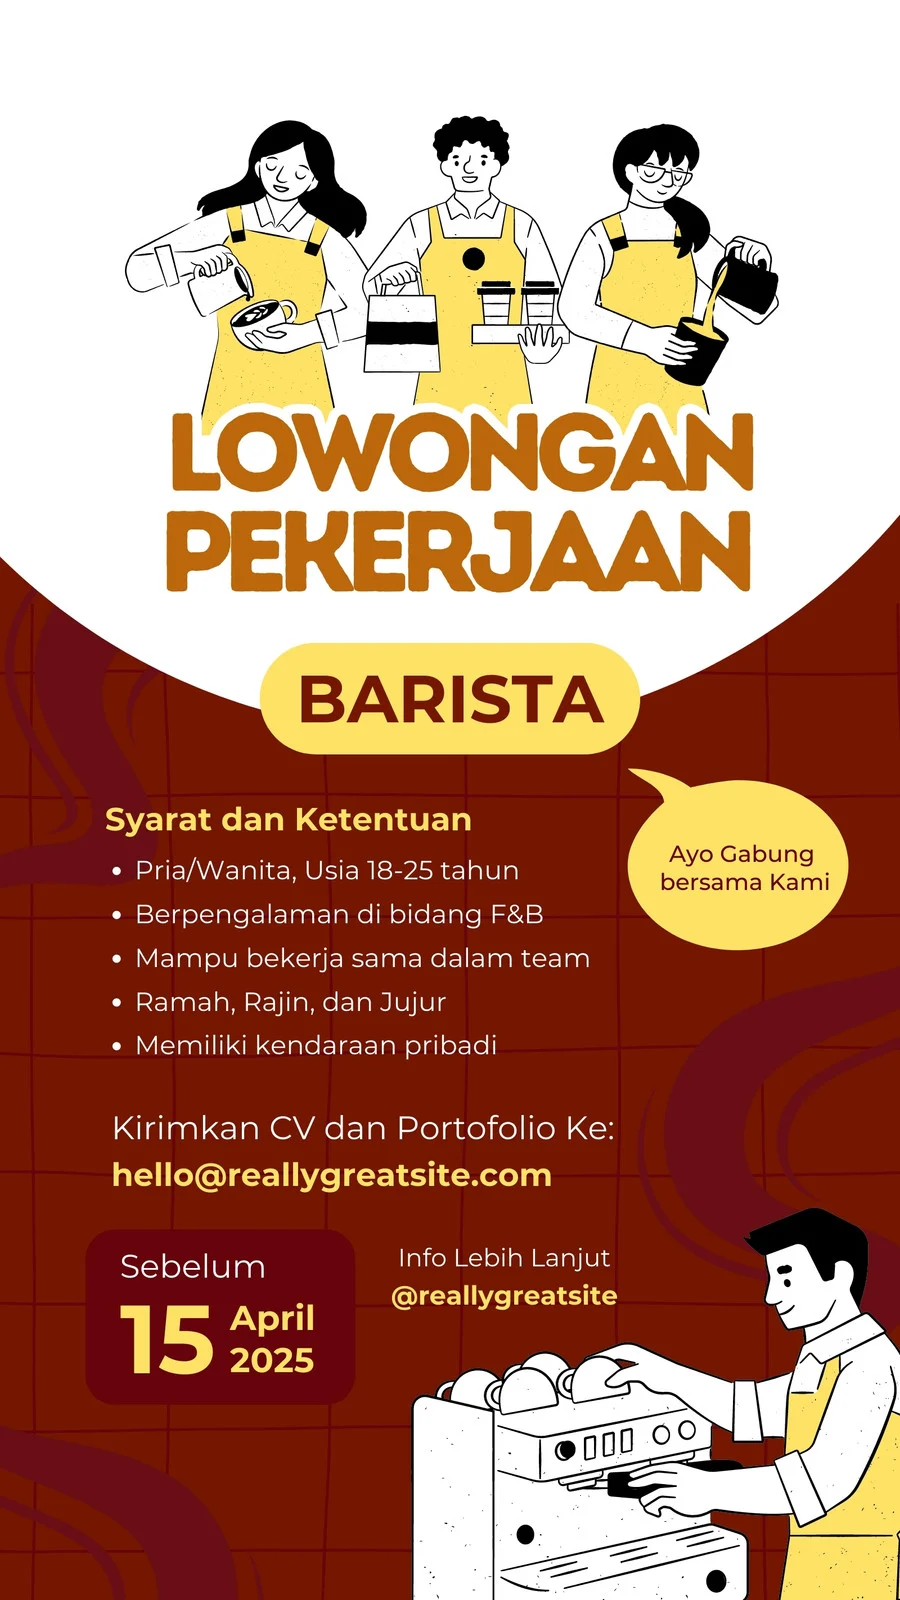 LOWONGAN
PEKERJAAN
BARISTA
Syarat dan Ketentuan
• Pria/Wanita, Usia 18-25 tahun
• Berpengalaman di bidang F&B
• Mampu bekerja sama dalam team
• Ramah, Rajin, dan Jujur
• Memiliki kendaraan pribadi
Ayo Gabung
bersama Kami
Kirimkan CV dan Portofolio Ke:
hello@reallygreatsite.com
Sebelum
15 April
2025
Info Lebih Lanjut
@reallygreatsite